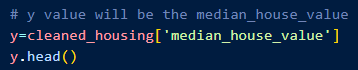 # y value will be the median_house_value
y=cleaned_housing['median_house_value']
y.head()